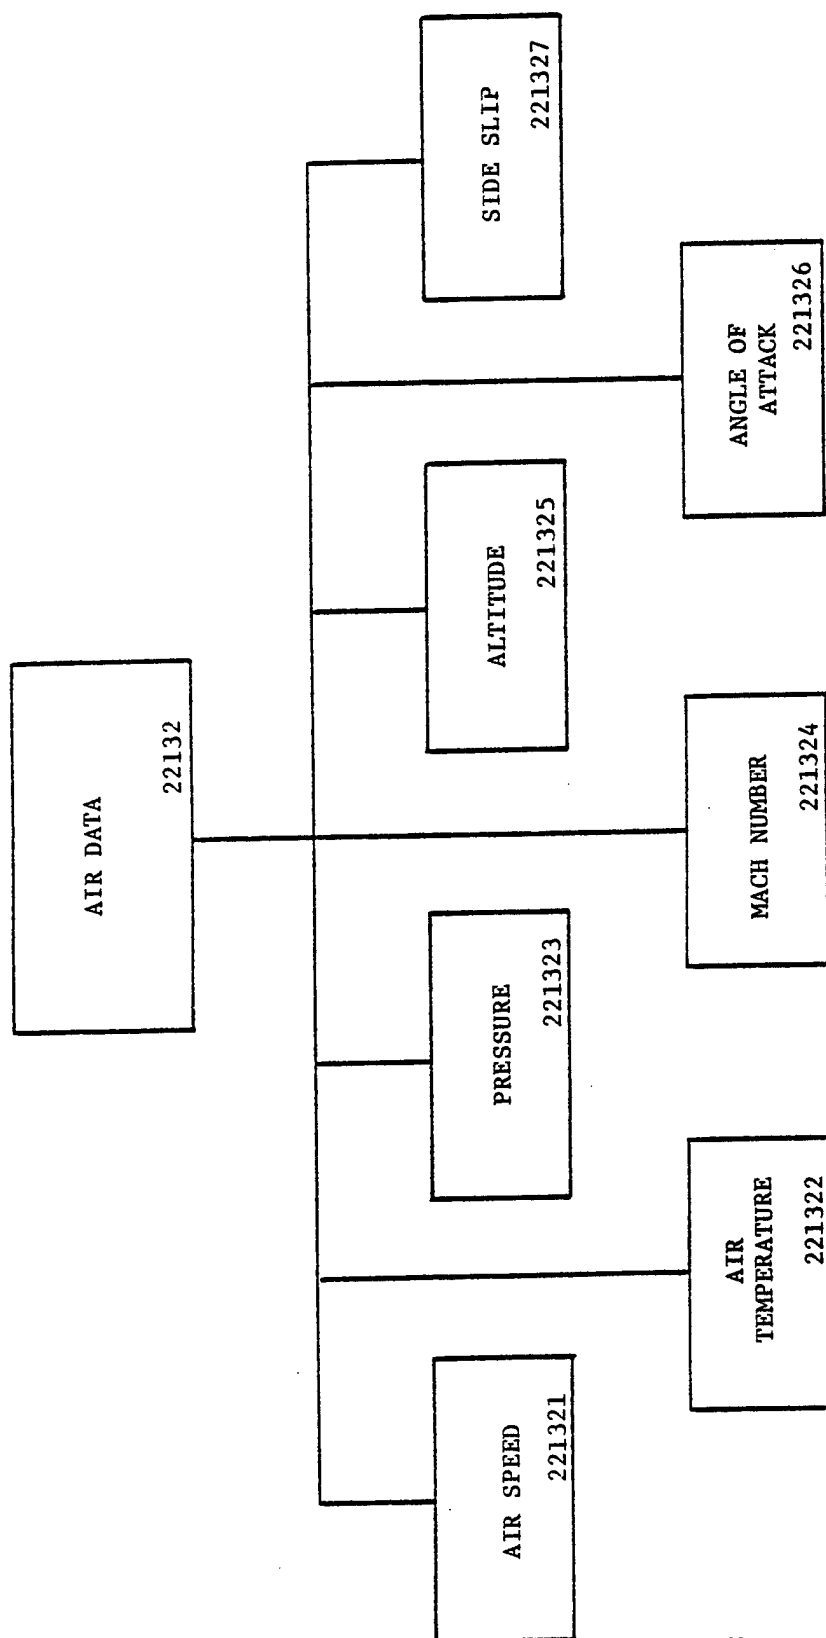 AIR DATA
22132
AIR SPEED
221321
PRESSURE
221323
ALTITUDE
221325
SIDE SLIP
221327
AIR
TEMPERATURE
221322
MACH NUMBER
221324
ANGLE OF
ATTACK
221326